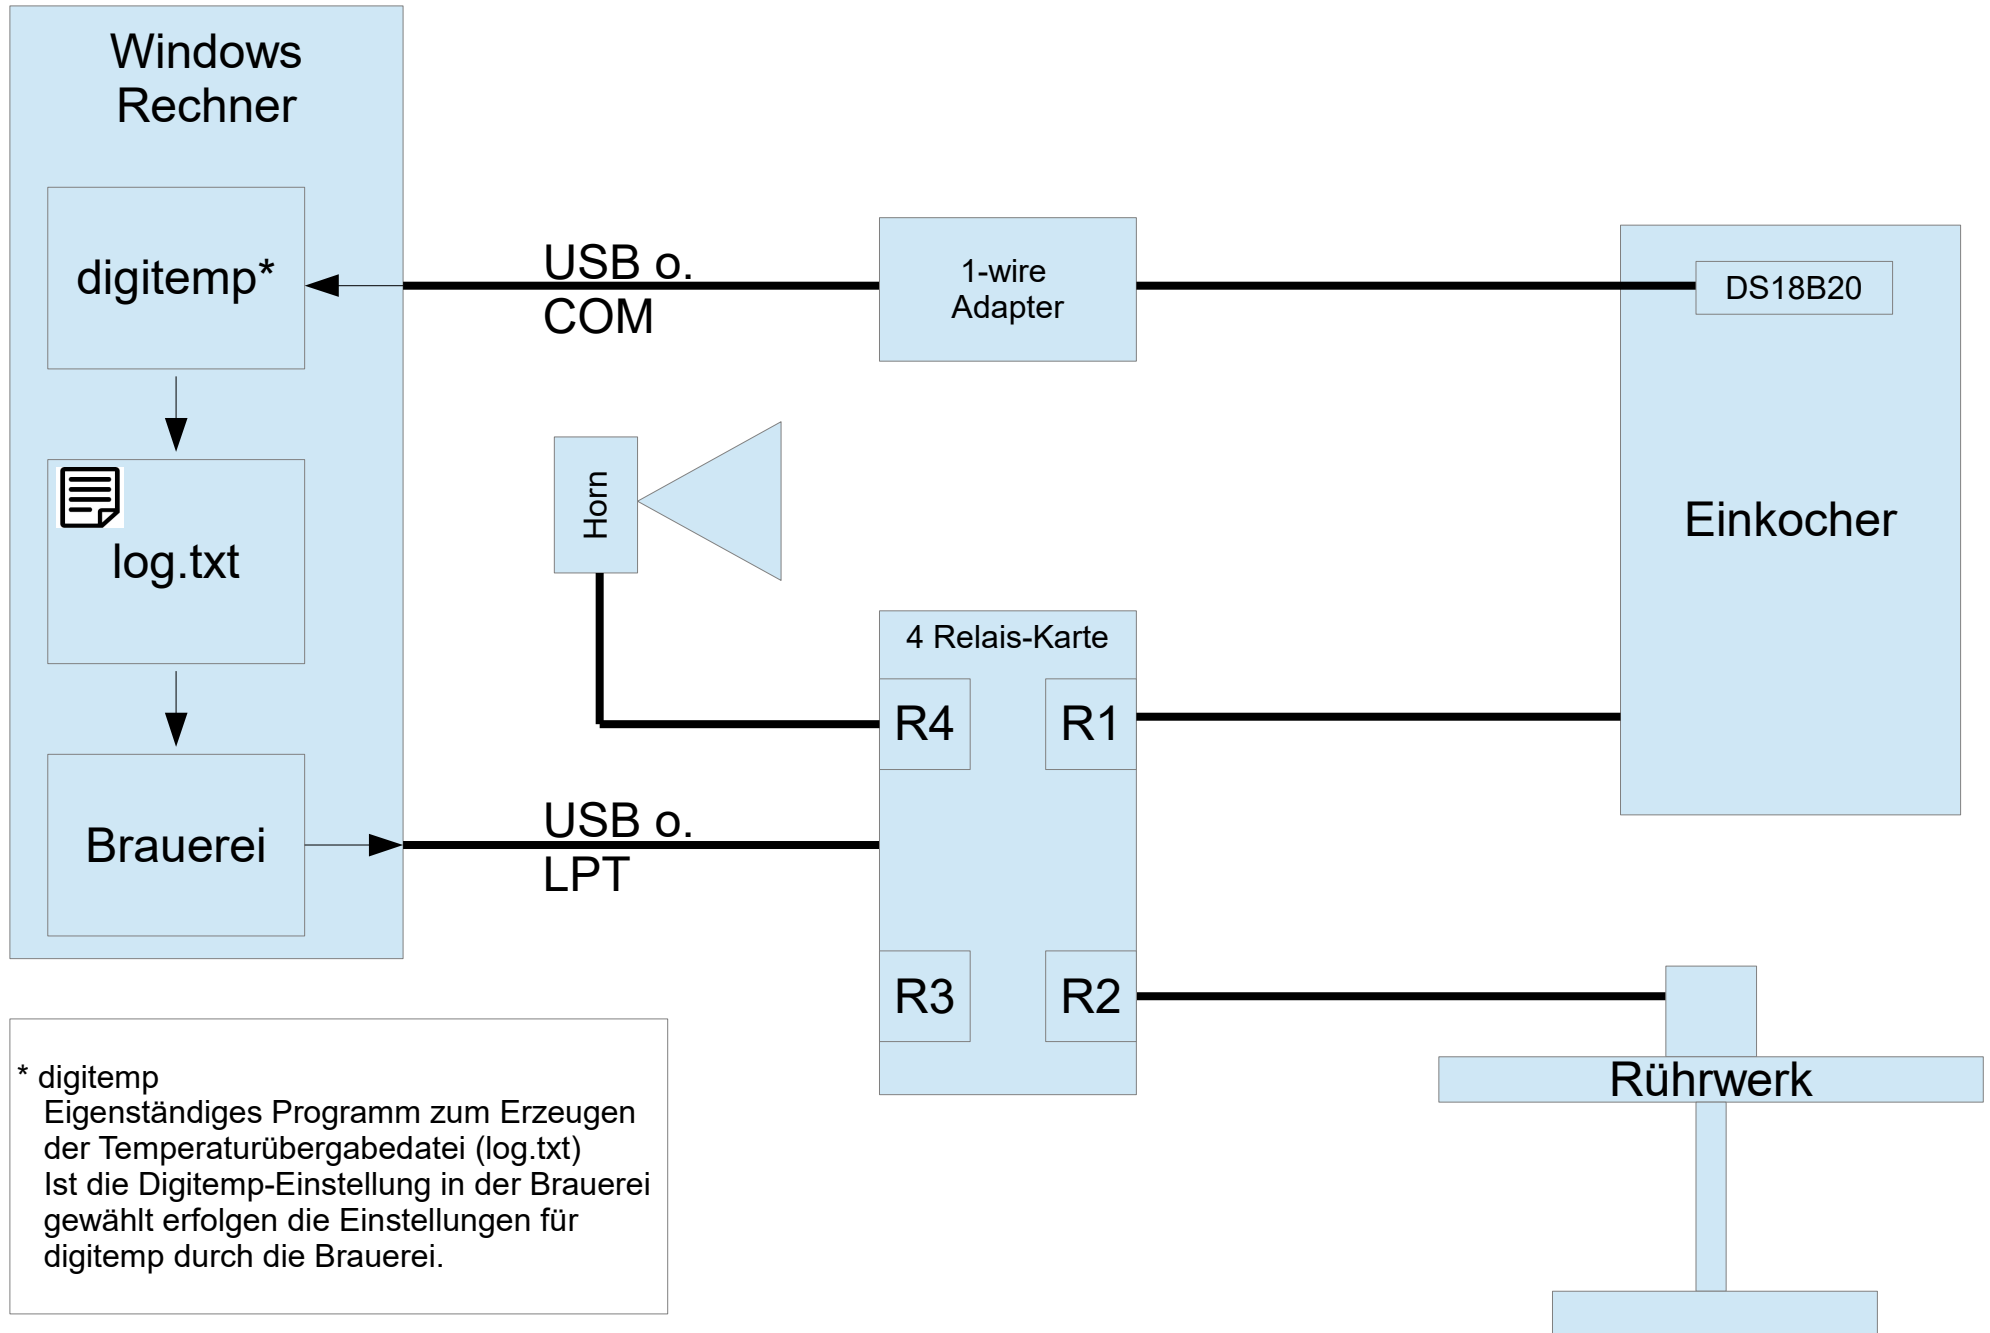 Windows
Rechner
digitemp*
USB o.
COM
1-wire
Adapter
DS18B20
log.txt
Horn
Einkocher
4 Relais-Karte
R4
R1
Brauerei
USB o.
LPT
R3
R2
Rührwerk
* digitemp
Eigenständiges Programm zum Erzeugen
der Temperaturübergabedatei (log.txt)
Ist die Digitemp-Einstellung in der Brauerei
gewählt erfolgen die Einstellungen für
digitemp durch die Brauerei.